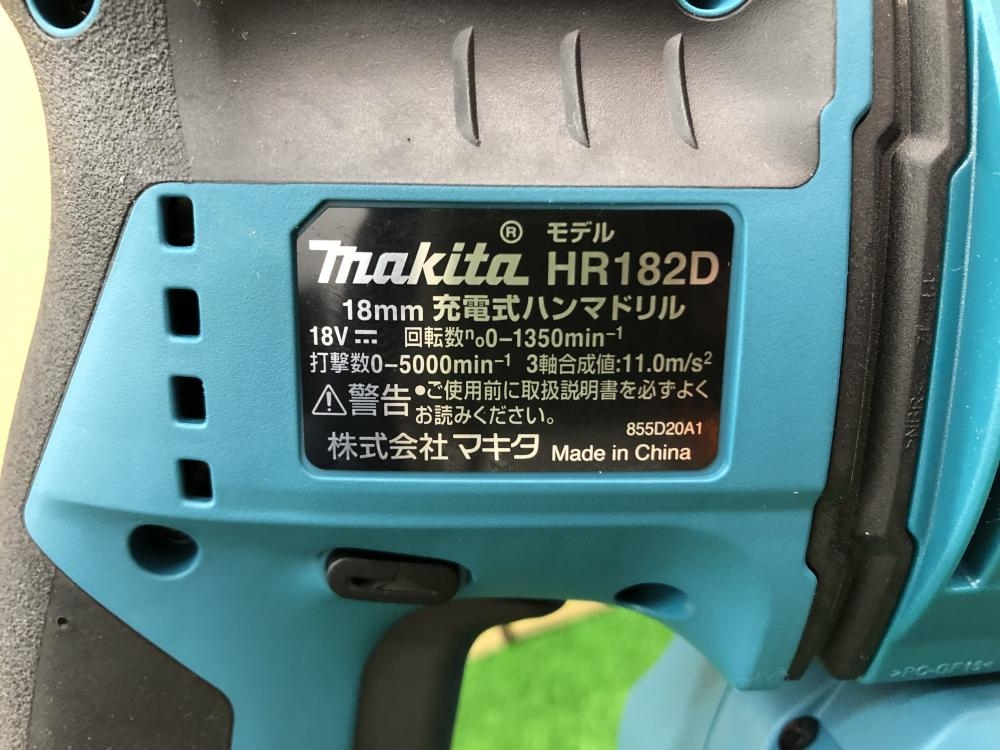 makita® モデル HR182D
18mm 充電式ハンマドリル
18V⎓ 回転数n₀0-1350min⁻¹
打撃数0-5000min⁻¹ 3軸合成値:11.0m/s²
⚠警告 •ご使用前に取扱説明書を必ずよく
お読みください。
855D20A1
株式会社 マキタ Made in China
>PC-GF15<